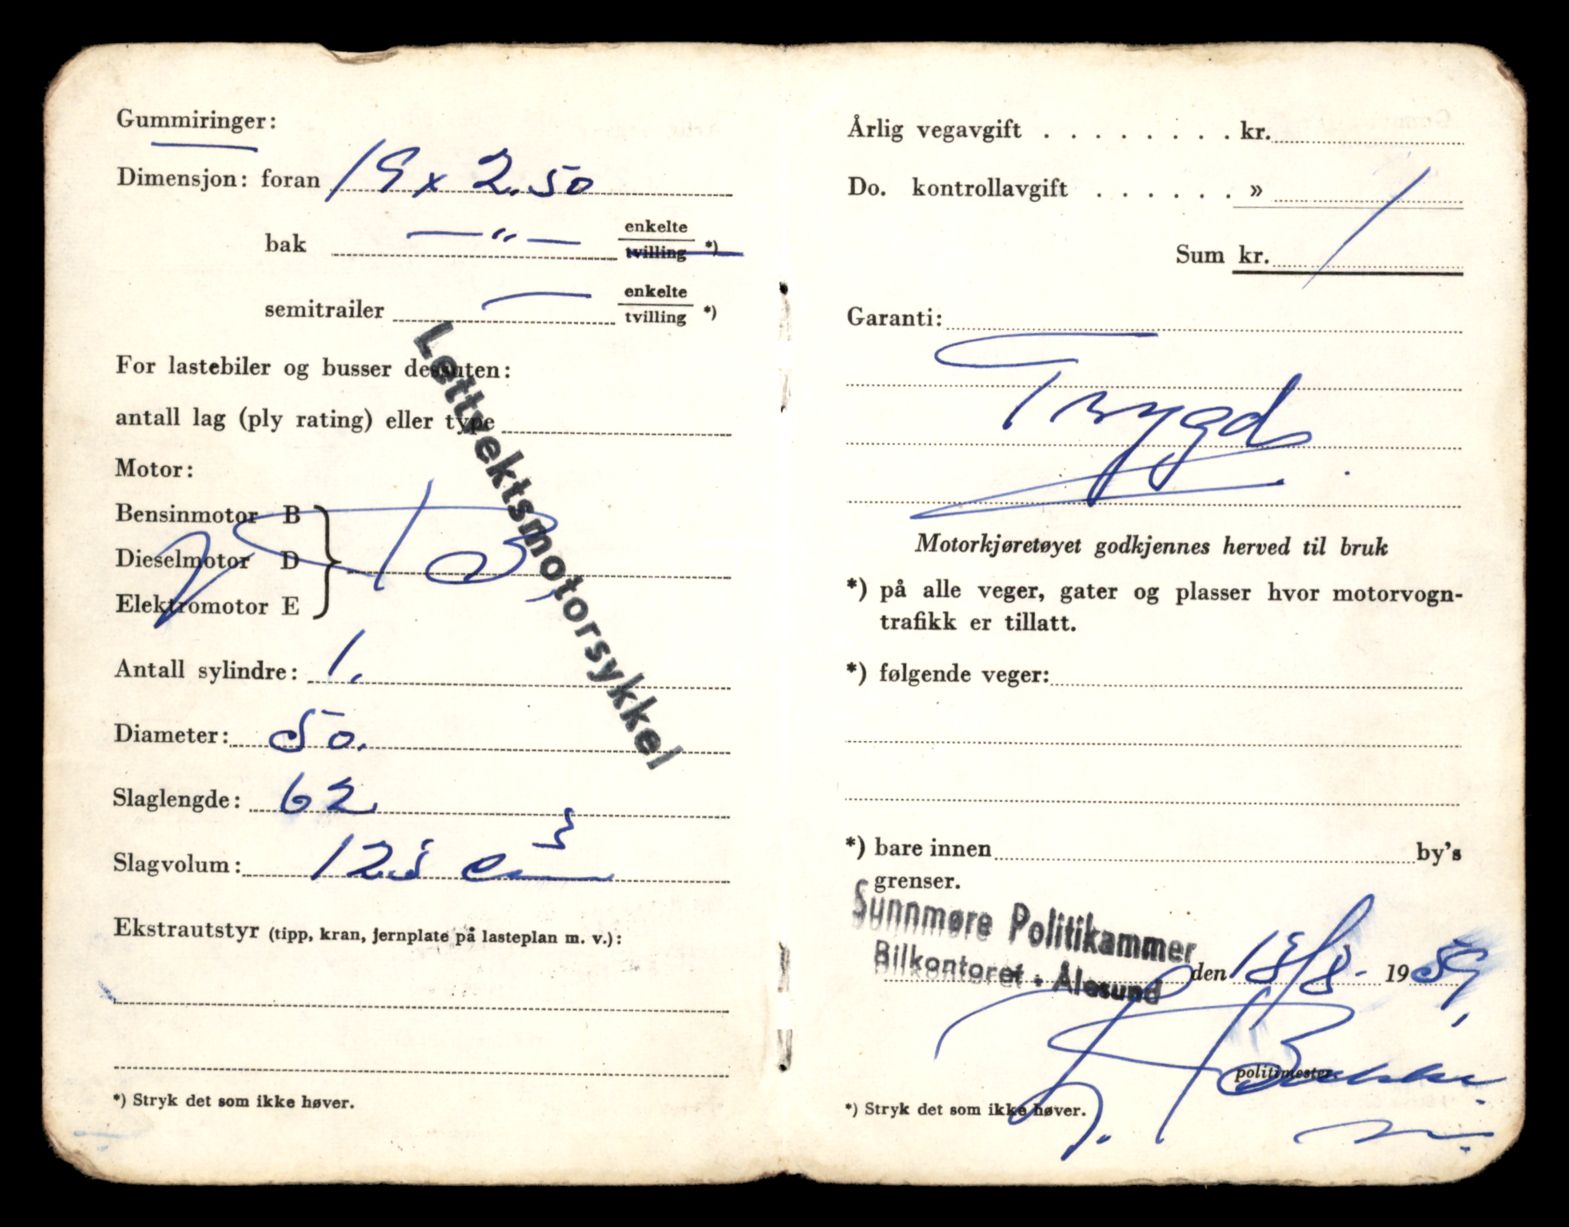 Gummiringer:
Dimensjon: foran 19 x 2.50
bak — „ — enkelte
tvilling *)
semitrailer — enkelte
tvilling *)
For lastebiler og busser dessuten:
antall lag (ply rating) eller type
Lettvektsmotorsykkel
Motor:
Bensinmotor B
Dieselmotor D
Elektromotor E
B
Antall sylindre: 1.
Diameter: 50.
Slaglengde: 62
Slagvolum: 123 cm³
Ekstrautstyr (tipp, kran, jernplate på lasteplan m. v.):
*) Stryk det som ikke høver.
Årlig vegavgift . . . . . . . . kr.
Do. kontrollavgift . . . . . . »
Sum kr.
Garanti:
Trygd
Motorkjøretøyet godkjennes herved til bruk
*) på alle veger, gater og plasser hvor motorvogn-
trafikk er tillatt.
*) følgende veger:
*) bare innen by's
grenser.
Sunnmøre Politikammer
Bilkontoret . Ålesund den 18/8- 1959,
politimester
*) Stryk det som ikke høver.